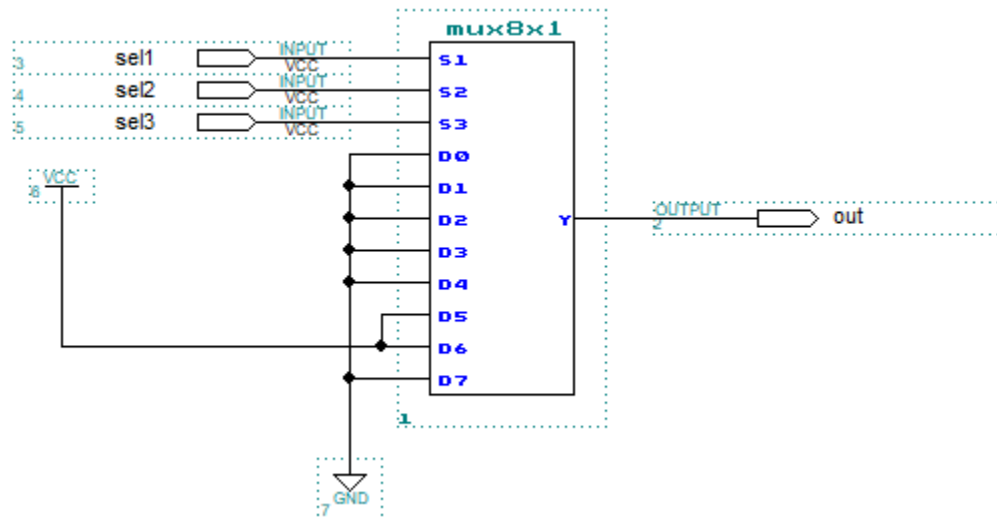 mux8x1
3 sel1 INPUT VCC S1
4 sel2 INPUT VCC S2
5 sel3 INPUT VCC S3
D0
6 VCC
D1
D2 Y OUTPUT 2 out
D3
D4
D5
D6
D7
1
7 GND